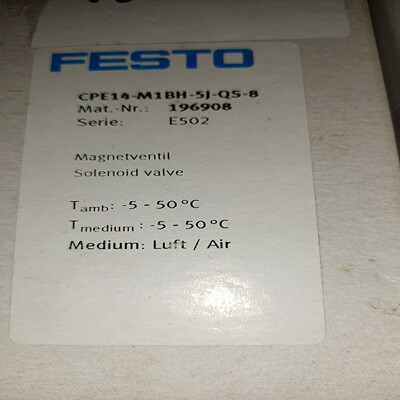 FESTO
CPE14-M1BH-5J-QS-8
Mat.-Nr.: 196908
Serie: E502
Magnetventil
Solenoid valve
Tamb: -5 - 50 °C
Tmedium : -5 - 50 °C
Medium: Luft / Air